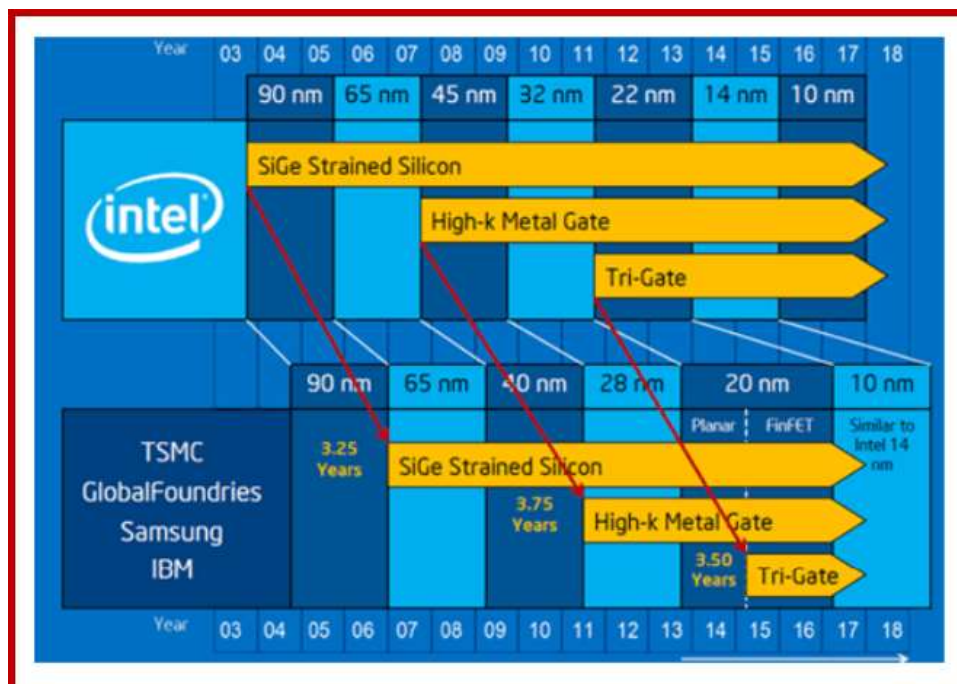 Year 03 04 05 06 07 08 09 10 11 12 13 14 15 16 17 18
90 nm 65 nm 45 nm 32 nm 22 nm 14 nm 10 nm
intel
SiGe Strained Silicon
High-k Metal Gate
Tri-Gate
90 nm 65 nm 40 nm 28 nm 20 nm 10 nm
Planar FinFET Similar to
Intel 14
nm
TSMC
GlobalFoundries
Samsung
IBM
3.25
Years
SiGe Strained Silicon
3.75
Years
High-k Metal Gate
3.50
Years
Tri-Gate
Year 03 04 05 06 07 08 09 10 11 12 13 14 15 16 17 18